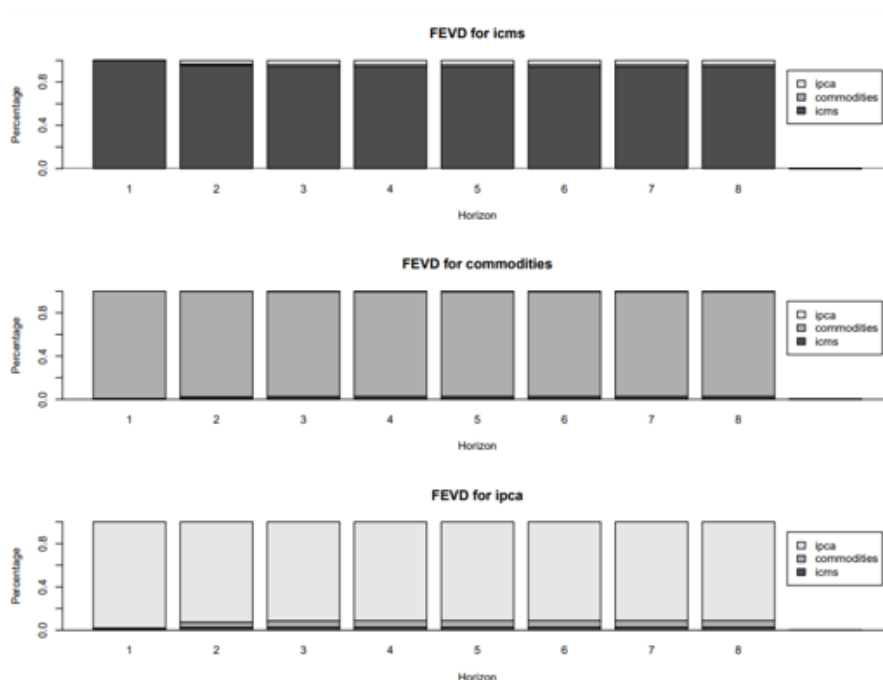 FEVD for icms
Percentage
0.8
0.4
0.0
ipca
commodities
icms
1 2 3 4 5 6 7 8
Horizon
FEVD for commodities
Percentage
0.8
0.4
0.0
ipca
commodities
icms
1 2 3 4 5 6 7 8
Horizon
FEVD for ipca
Percentage
0.8
0.4
0.0
ipca
commodities
icms
1 2 3 4 5 6 7 8
Horizon